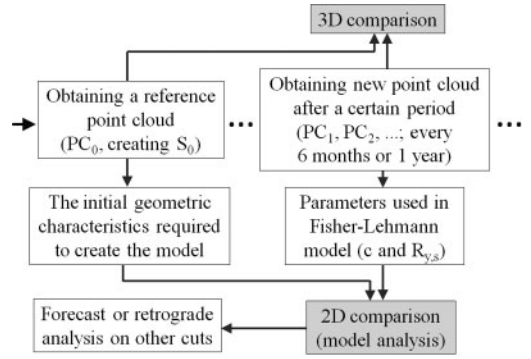 3D comparison
Obtaining a reference
point cloud
(PC₀, creating S₀)
...
Obtaining new point cloud
after a certain period
(PC₁, PC₂, ...; every
6 months or 1 year)
...
The initial geometric
characteristics required
to create the model
Parameters used in
Fisher-Lehmann
model (c and Ry,s)
Forecast or retrograde
analysis on other cuts
2D comparison
(model analysis)